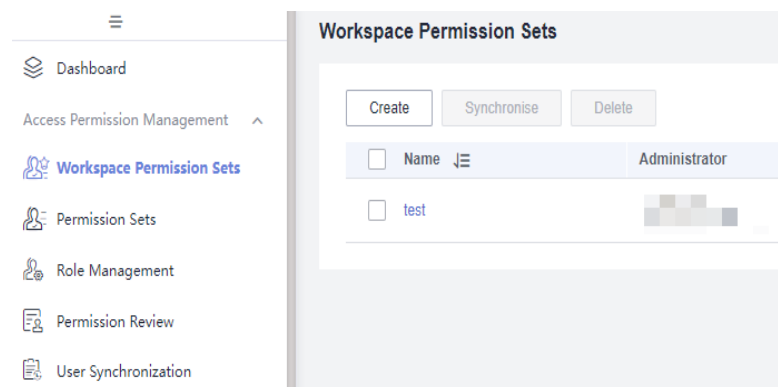 Dashboard
Access Permission Management
Workspace Permission Sets
Permission Sets
Role Management
Permission Review
User Synchronization
Workspace Permission Sets
Create Synchronise Delete
Name Administrator
test